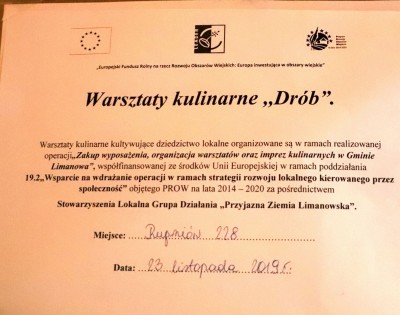 „Europejski Fundusz Rolny na rzecz Rozwoju Obszarów Wiejskich: Europa inwestująca w obszary wiejskie”
Warsztaty kulinarne ,,Drób”.
Warsztaty kulinarne kultywujące dziedzictwo lokalne organizowane są w ramach realizowanej
operacji„Zakup wyposażenia, organizacja warsztatów oraz imprez kulinarnych w Gminie
Limanowa”, współfinansowanej ze środków Unii Europejskiej w ramach poddziałania
19.2„Wsparcie na wdrażanie operacji w ramach strategii rozwoju lokalnego kierowanego przez
społeczność” objętego PROW na lata 2014 – 2020 za pośrednictwem
Stowarzyszenia Lokalna Grupa Działania „Przyjazna Ziemia Limanowska”.
Miejsce: Rupniów 228
Data: 23 listopada 2019 r.